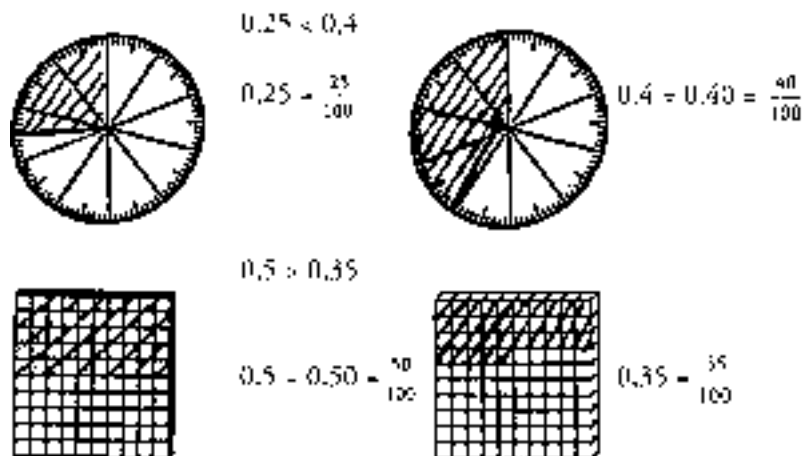 0.25 < 0.4
0.25 = 25/100
0.4 = 0.40 = 40/100
0.5 > 0.35
0.5 = 0.50 = 50/100
0.35 = 35/100